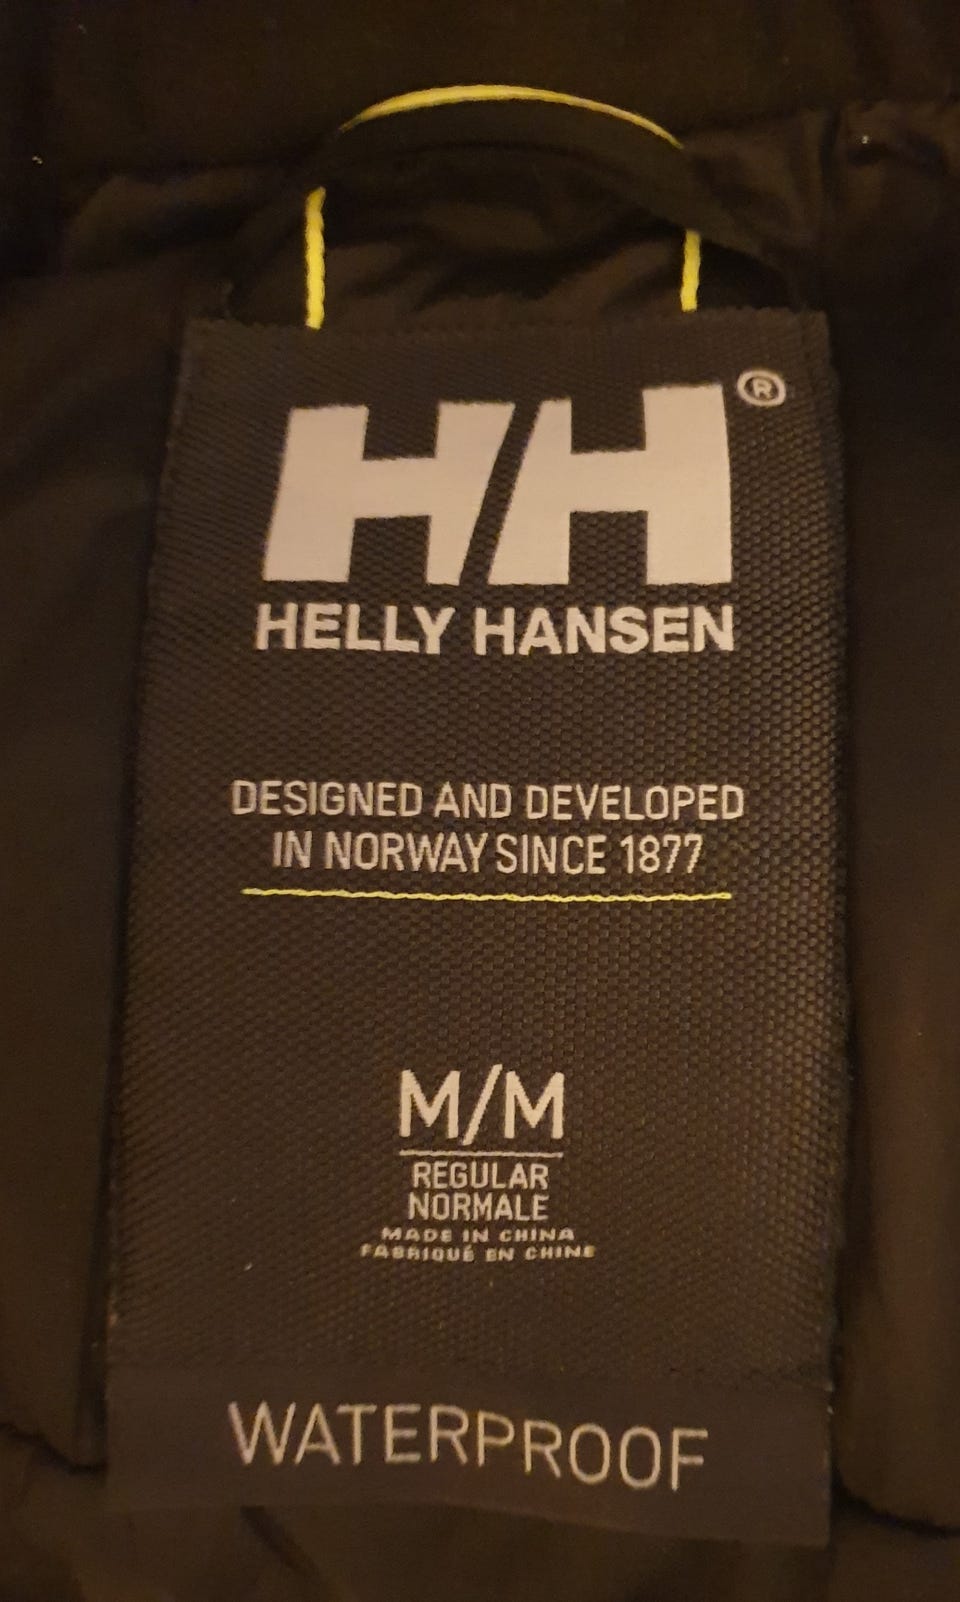 HH®
HELLY HANSEN
DESIGNED AND DEVELOPED
IN NORWAY SINCE 1877
M/M
REGULAR
NORMALE
MADE IN CHINA
FABRIQUÉ EN CHINE
WATERPROOF